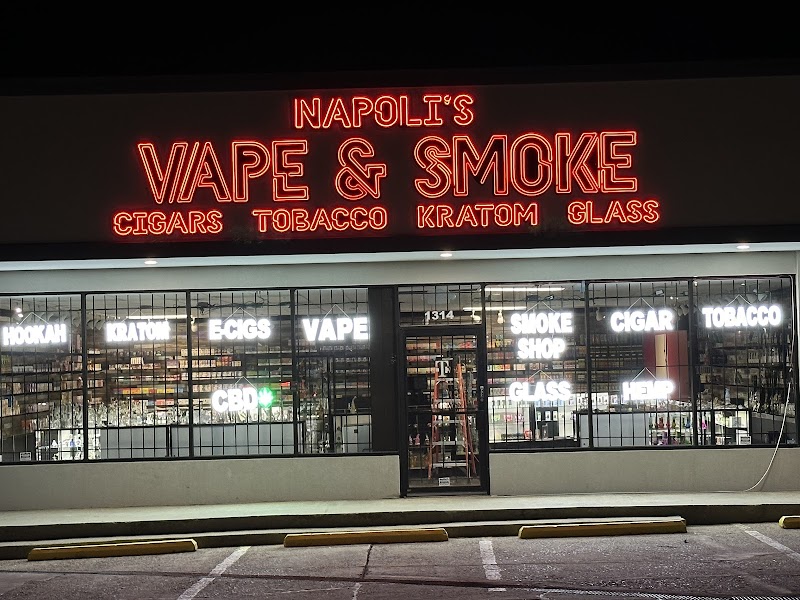 NAPOLI'S
VAPE & SMOKE
CIGARS TOBACCO KRATOM GLASS
1314
HOOKAH KRATOM E-CIGS VAPE SMOKE SHOP CIGAR TOBACCO
CBD GLASS HEMP